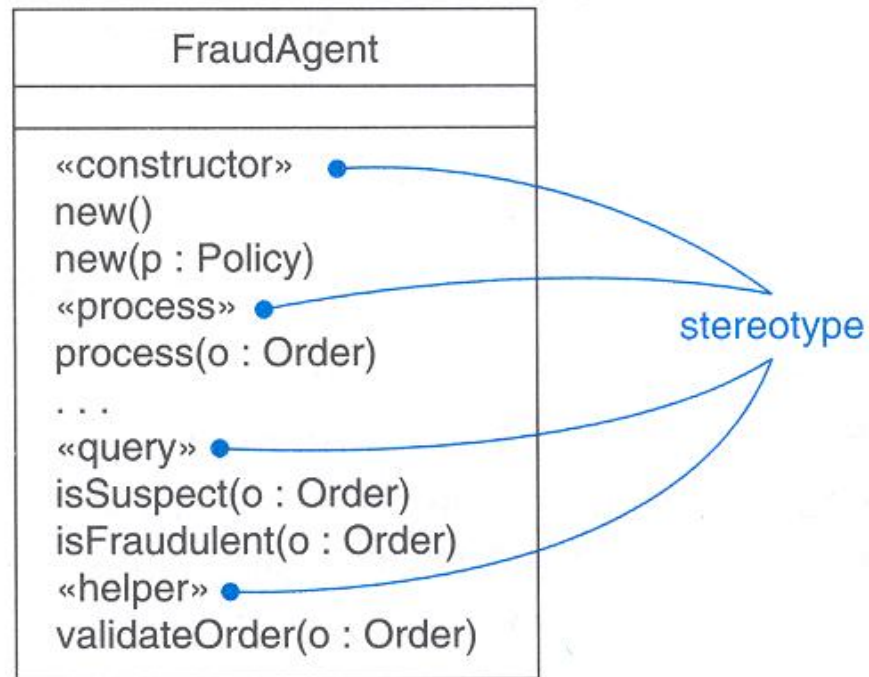 FraudAgent
«constructor»
new()
new(p : Policy)
«process»
process(o : Order)
. . .
«query»
isSuspect(o : Order)
isFraudulent(o : Order)
«helper»
validateOrder(o : Order)
stereotype